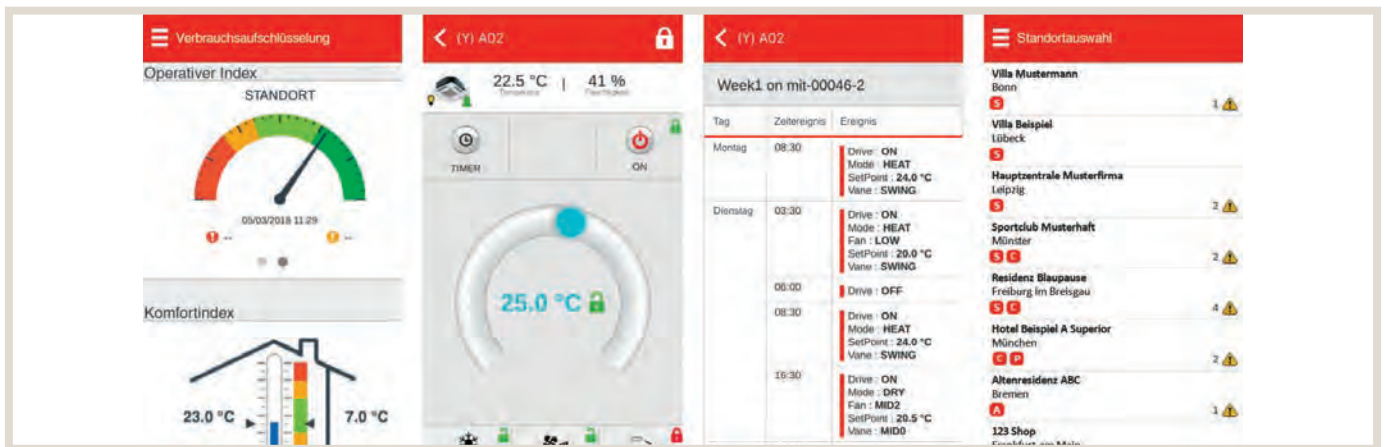 Verbrauchsaufschlüsselung
Operativer Index
STANDORT
05/03/2018 11:29
--
--
Komfortindex
23.0 °C
7.0 °C
(Y) A02
22.5 °C | 41 %
TIMER
ON
25.0 °C
(Y) A02
Week1 on mit-00046-2
Tag Zeitereignis Ereignis
Montag 08:30 Drive : ON
Mode : HEAT
SetPoint : 24.0 °C
Vane : SWING
Dienstag 03:30 Drive : ON
Mode : HEAT
Fan : LOW
SetPoint : 20.0 °C
Vane : SWING
06:00 Drive : OFF
08:30 Drive : ON
Mode : HEAT
SetPoint : 24.0 °C
Vane : SWING
16:30 Drive : ON
Mode : DRY
Fan : MID2
SetPoint : 20.5 °C
Vane : MID0
Standortauswahl
Villa Mustermann
Bonn
S 1
Villa Beispiel
Lübeck
S
Hauptzentrale Musterfirma
Leipzig
S 2
Sportclub Musterhaft
Münster
S C 2
Residenz Blaupause
Freiburg im Breisgau
S C 4
Hotel Beispiel A Superior
München
C P 2
Altenresidenz ABC
Bremen
A 1
123 Shop
Frankfurt am Main